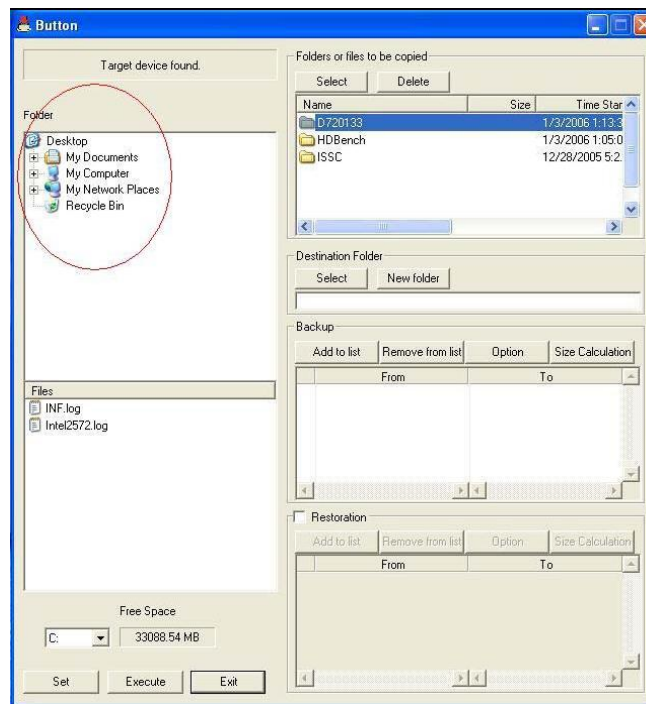 Button
Target device found.
Folder
Desktop
My Documents
My Computer
My Network Places
Recycle Bin
Files
INF.log
Intel2572.log
Free Space
C:
33088.54 MB
Set
Execute
Exit
Folders or files to be copied
Select
Delete
Name Size Time Star
D720133 1/3/2006 1:13:3
HDBench 1/3/2006 1:05:0
ISSC 12/28/2005 5:2
Destination Folder
Select
New folder
Backup
Add to list
Remove from list
Option
Size Calculation
From To
Restoration
Add to list
Remove from list
Option
Size Calculation
From To